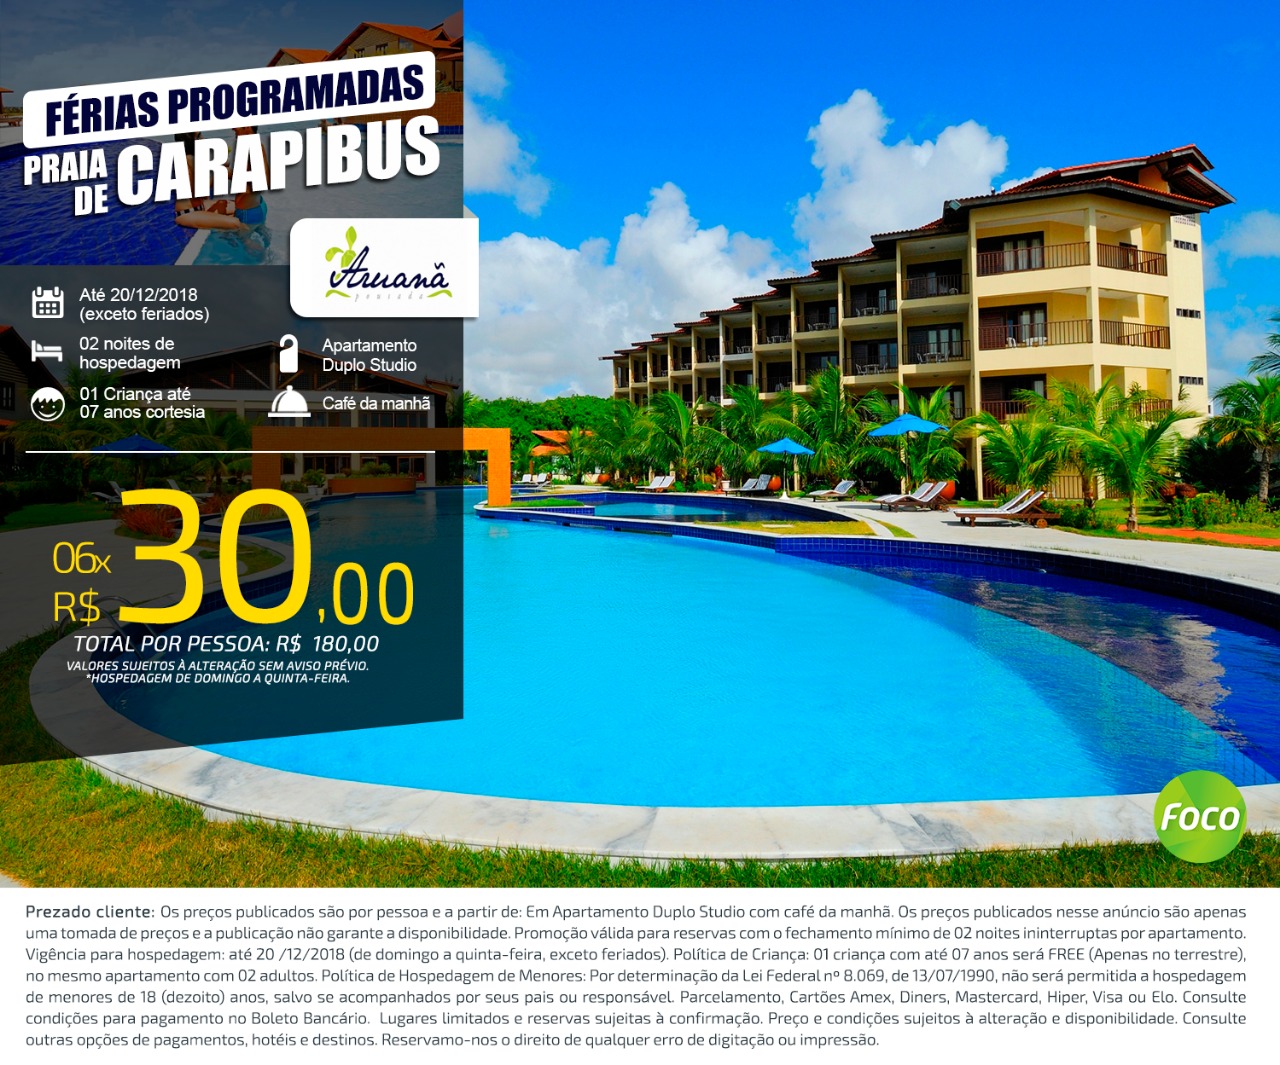 FÉRIAS PROGRAMADAS
PRAIA
DE
CARAPIBUS
Aruanã
pousada
Até 20/12/2018
(exceto feriados)
02 noites de
hospedagem
01 Criança até
07 anos cortesia
Apartamento
Duplo Studio
Café da manhã
06x
R$ 30,00
TOTAL POR PESSOA: R$ 180,00
VALORES SUJEITOS À ALTERAÇÃO SEM AVISO PRÉVIO.
*HOSPEDAGEM DE DOMINGO A QUINTA-FEIRA.
Foco
Prezado cliente: Os preços publicados são por pessoa e a partir de: Em Apartamento Duplo Studio com café da manhã. Os preços publicados nesse anúncio são apenas
uma tomada de preços e a publicação não garante a disponibilidade. Promoção válida para reservas com o fechamento mínimo de 02 noites ininterruptas por apartamento.
Vigência para hospedagem: até 20 /12/2018 (de domingo a quinta-feira, exceto feriados). Política de Criança: 01 criança com até 07 anos será FREE (Apenas no terrestre),
no mesmo apartamento com 02 adultos. Política de Hospedagem de Menores: Por determinação da Lei Federal nº 8.069, de 13/07/1990, não será permitida a hospedagem
de menores de 18 (dezoito) anos, salvo se acompanhados por seus pais ou responsável. Parcelamento, Cartões Amex, Diners, Mastercard, Hiper, Visa ou Elo. Consulte
condições para pagamento no Boleto Bancário. Lugares limitados e reservas sujeitas à confirmação. Preço e condições sujeitos à alteração e disponibilidade. Consulte
outras opções de pagamentos, hotéis e destinos. Reservamo-nos o direito de qualquer erro de digitação ou impressão.